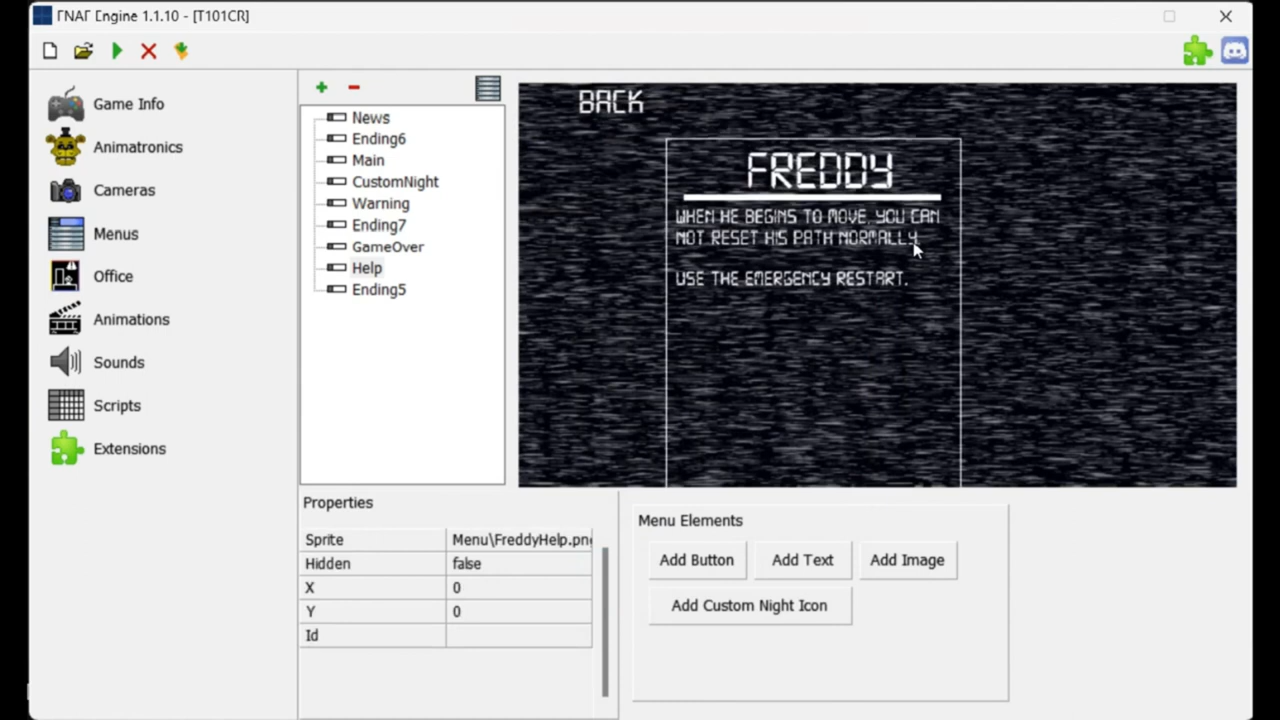 ГNАГ Engine 1.1.10 - [T101CR]
Game Info
Animatronics
Cameras
Menus
Office
Animations
Sounds
Scripts
Extensions
News
Ending6
Main
CustomNight
Warning
Ending7
GameOver
Help
Ending5
BACK
FREDDY
WHEN HE BEGINS TO MOVE, YOU CAN
NOT RESET HIS PATH NORMALLY.
USE THE EMERGENCY RESTART.
Properties
Sprite Menu\FreddyHelp.png
Hidden false
X 0
Y 0
Id
Menu Elements
Add Button Add Text Add Image
Add Custom Night Icon